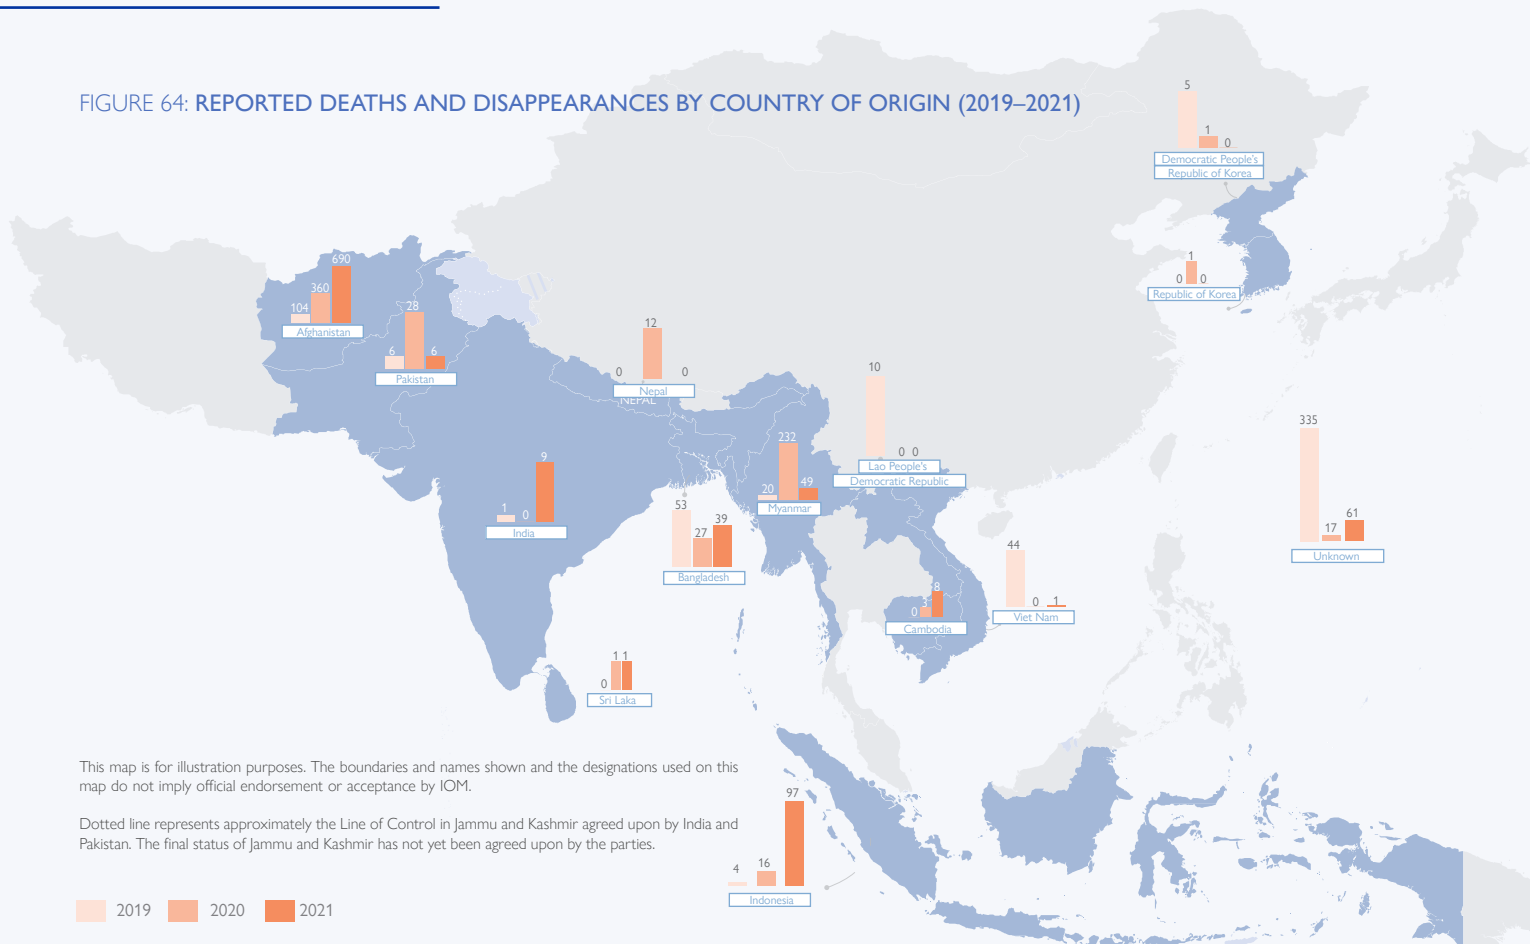 FIGURE 64: REPORTED DEATHS AND DISAPPEARANCES BY COUNTRY OF ORIGIN (2019–2021)
5
1
0
Democratic People's
Republic of Korea
1
0 0
Republic of Korea
690
360
104
Afghanistan
28
6 6
Pakistan
12
0 0
Nepal
NEPAL
10
0 0
Lao People's
Democratic Republic
335
17
61
Unknown
232
20
49
Myanmar
9
1
0
India
53
27
39
Bangladesh
44
0 1
Viet Nam
8
3
0
Cambodia
1 1
0
Sri Laka
This map is for illustration purposes. The boundaries and names shown and the designations used on this
map do not imply official endorsement or acceptance by IOM.
Dotted line represents approximately the Line of Control in Jammu and Kashmir agreed upon by India and
Pakistan. The final status of Jammu and Kashmir has not yet been agreed upon by the parties.
97
16
4
Indonesia
2019 2020 2021